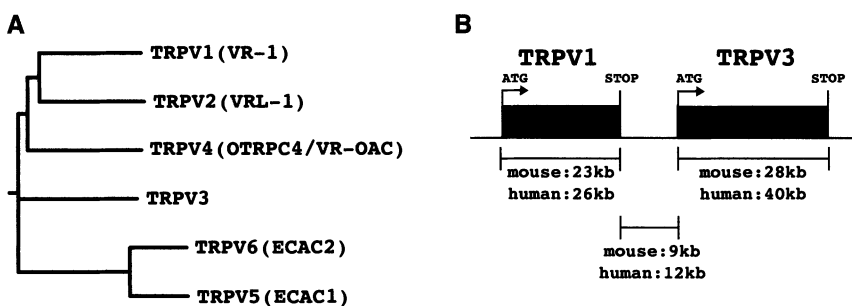 A
TRPV1(VR-1)
TRPV2(VRL-1)
TRPV4(OTRPC4/VR-OAC)
TRPV3
TRPV6(ECAC2)
TRPV5(ECAC1)
B
TRPV1 TRPV3
ATG STOP ATG STOP
mouse:23kb mouse:28kb
human:26kb human:40kb
mouse:9kb
human:12kb